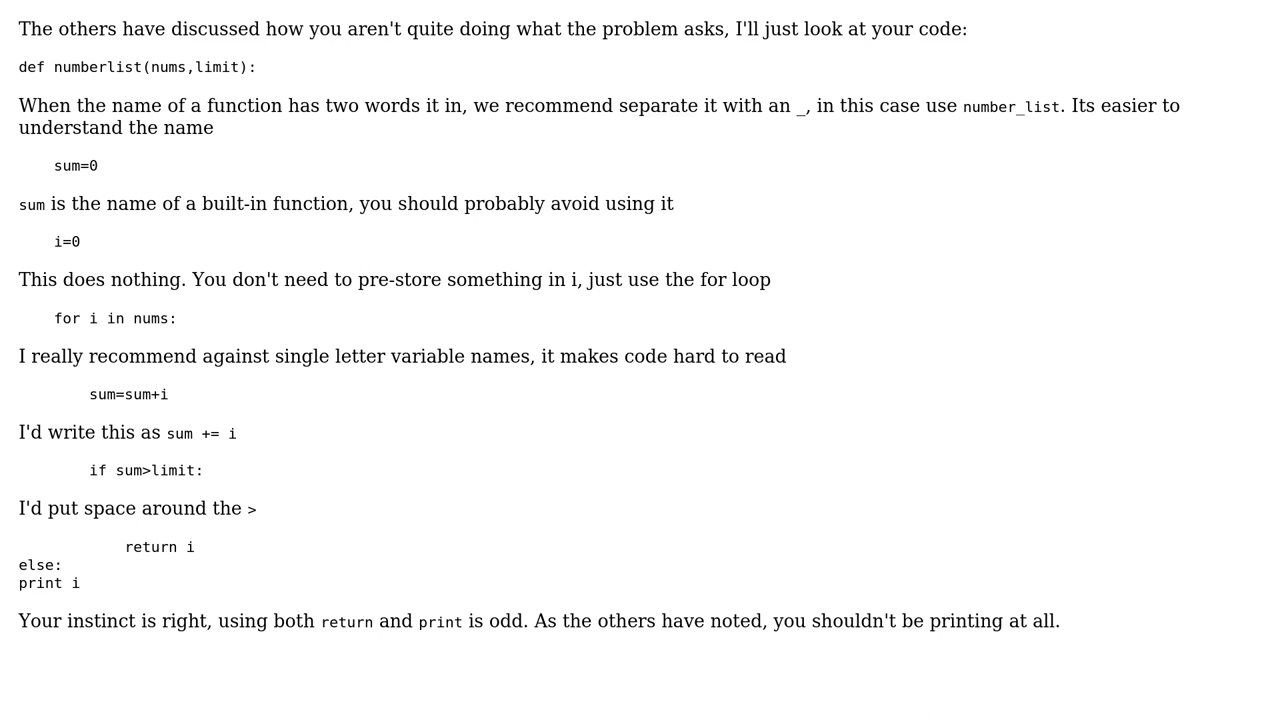 The others have discussed how you aren't quite doing what the problem asks, I'll just look at your code:
def numberlist(nums,limit):
When the name of a function has two words it in, we recommend separate it with an _, in this case use number_list. Its easier to
understand the name
    sum=0
sum is the name of a built-in function, you should probably avoid using it
    i=0
This does nothing. You don't need to pre-store something in i, just use the for loop
    for i in nums:
I really recommend against single letter variable names, it makes code hard to read
        sum=sum+i
I'd write this as sum += i
        if sum>limit:
I'd put space around the >
            return i
else:
print i
Your instinct is right, using both return and print is odd. As the others have noted, you shouldn't be printing at all.